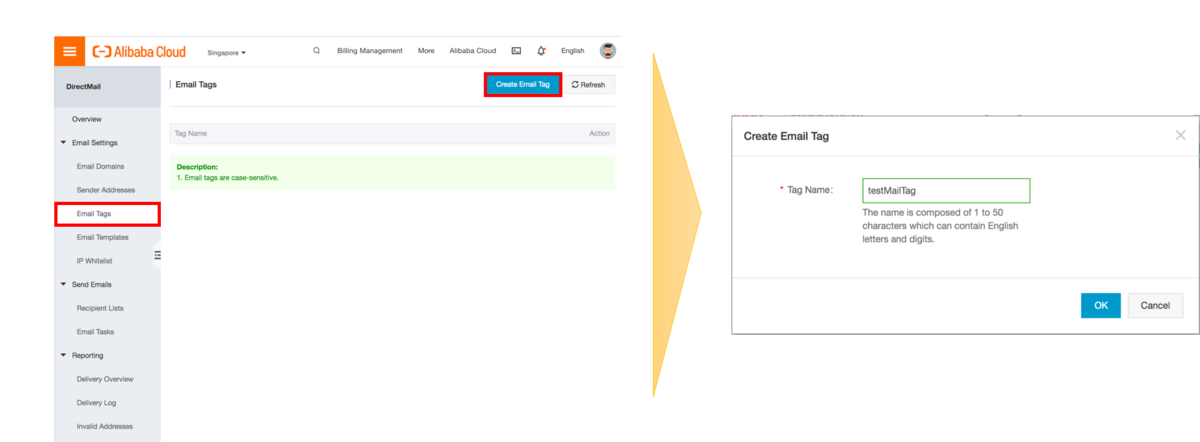 Alibaba Cloud
Singapore
Billing Management
More
Alibaba Cloud
English
DirectMail
Email Tags
Create Email Tag
Refresh
Overview
Tag Name
Action
Email Settings
Description:
1. Email tags are case-sensitive.
Email Domains
Sender Addresses
Email Tags
Email Templates
IP Whitelist
Send Emails
Recipient Lists
Email Tasks
Reporting
Delivery Overview
Delivery Log
Invalid Addresses
Create Email Tag
* Tag Name:
testMailTag
The name is composed of 1 to 50
characters which can contain English
letters and digits.
OK
Cancel